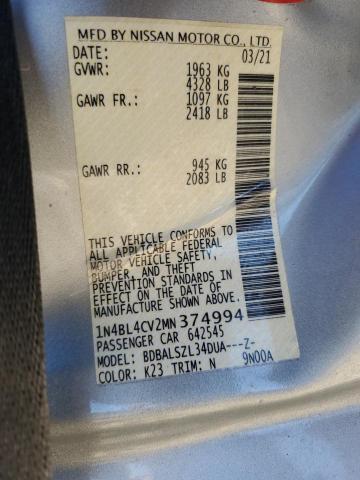 MFD BY NISSAN MOTOR CO., LTD.
DATE: 03/21
GVWR: 1963 KG
4328 LB
GAWR FR: 1097 KG
2418 LB
GAWR RR: 945 KG
2083 LB
THIS VEHICLE CONFORMS TO
ALL APPLICABLE FEDERAL
MOTOR VEHICLE SAFETY,
BUMPER, AND THEFT
PREVENTION STANDARDS IN
EFFECT ON THE DATE OF
MANUFACTURE SHOWN ABOVE.
1N4BL4CV2MN374994
PASSENGER CAR 642545
MODEL: BDBALSZL34DUA---Z-
COLOR: K23 TRIM: N 9N00A